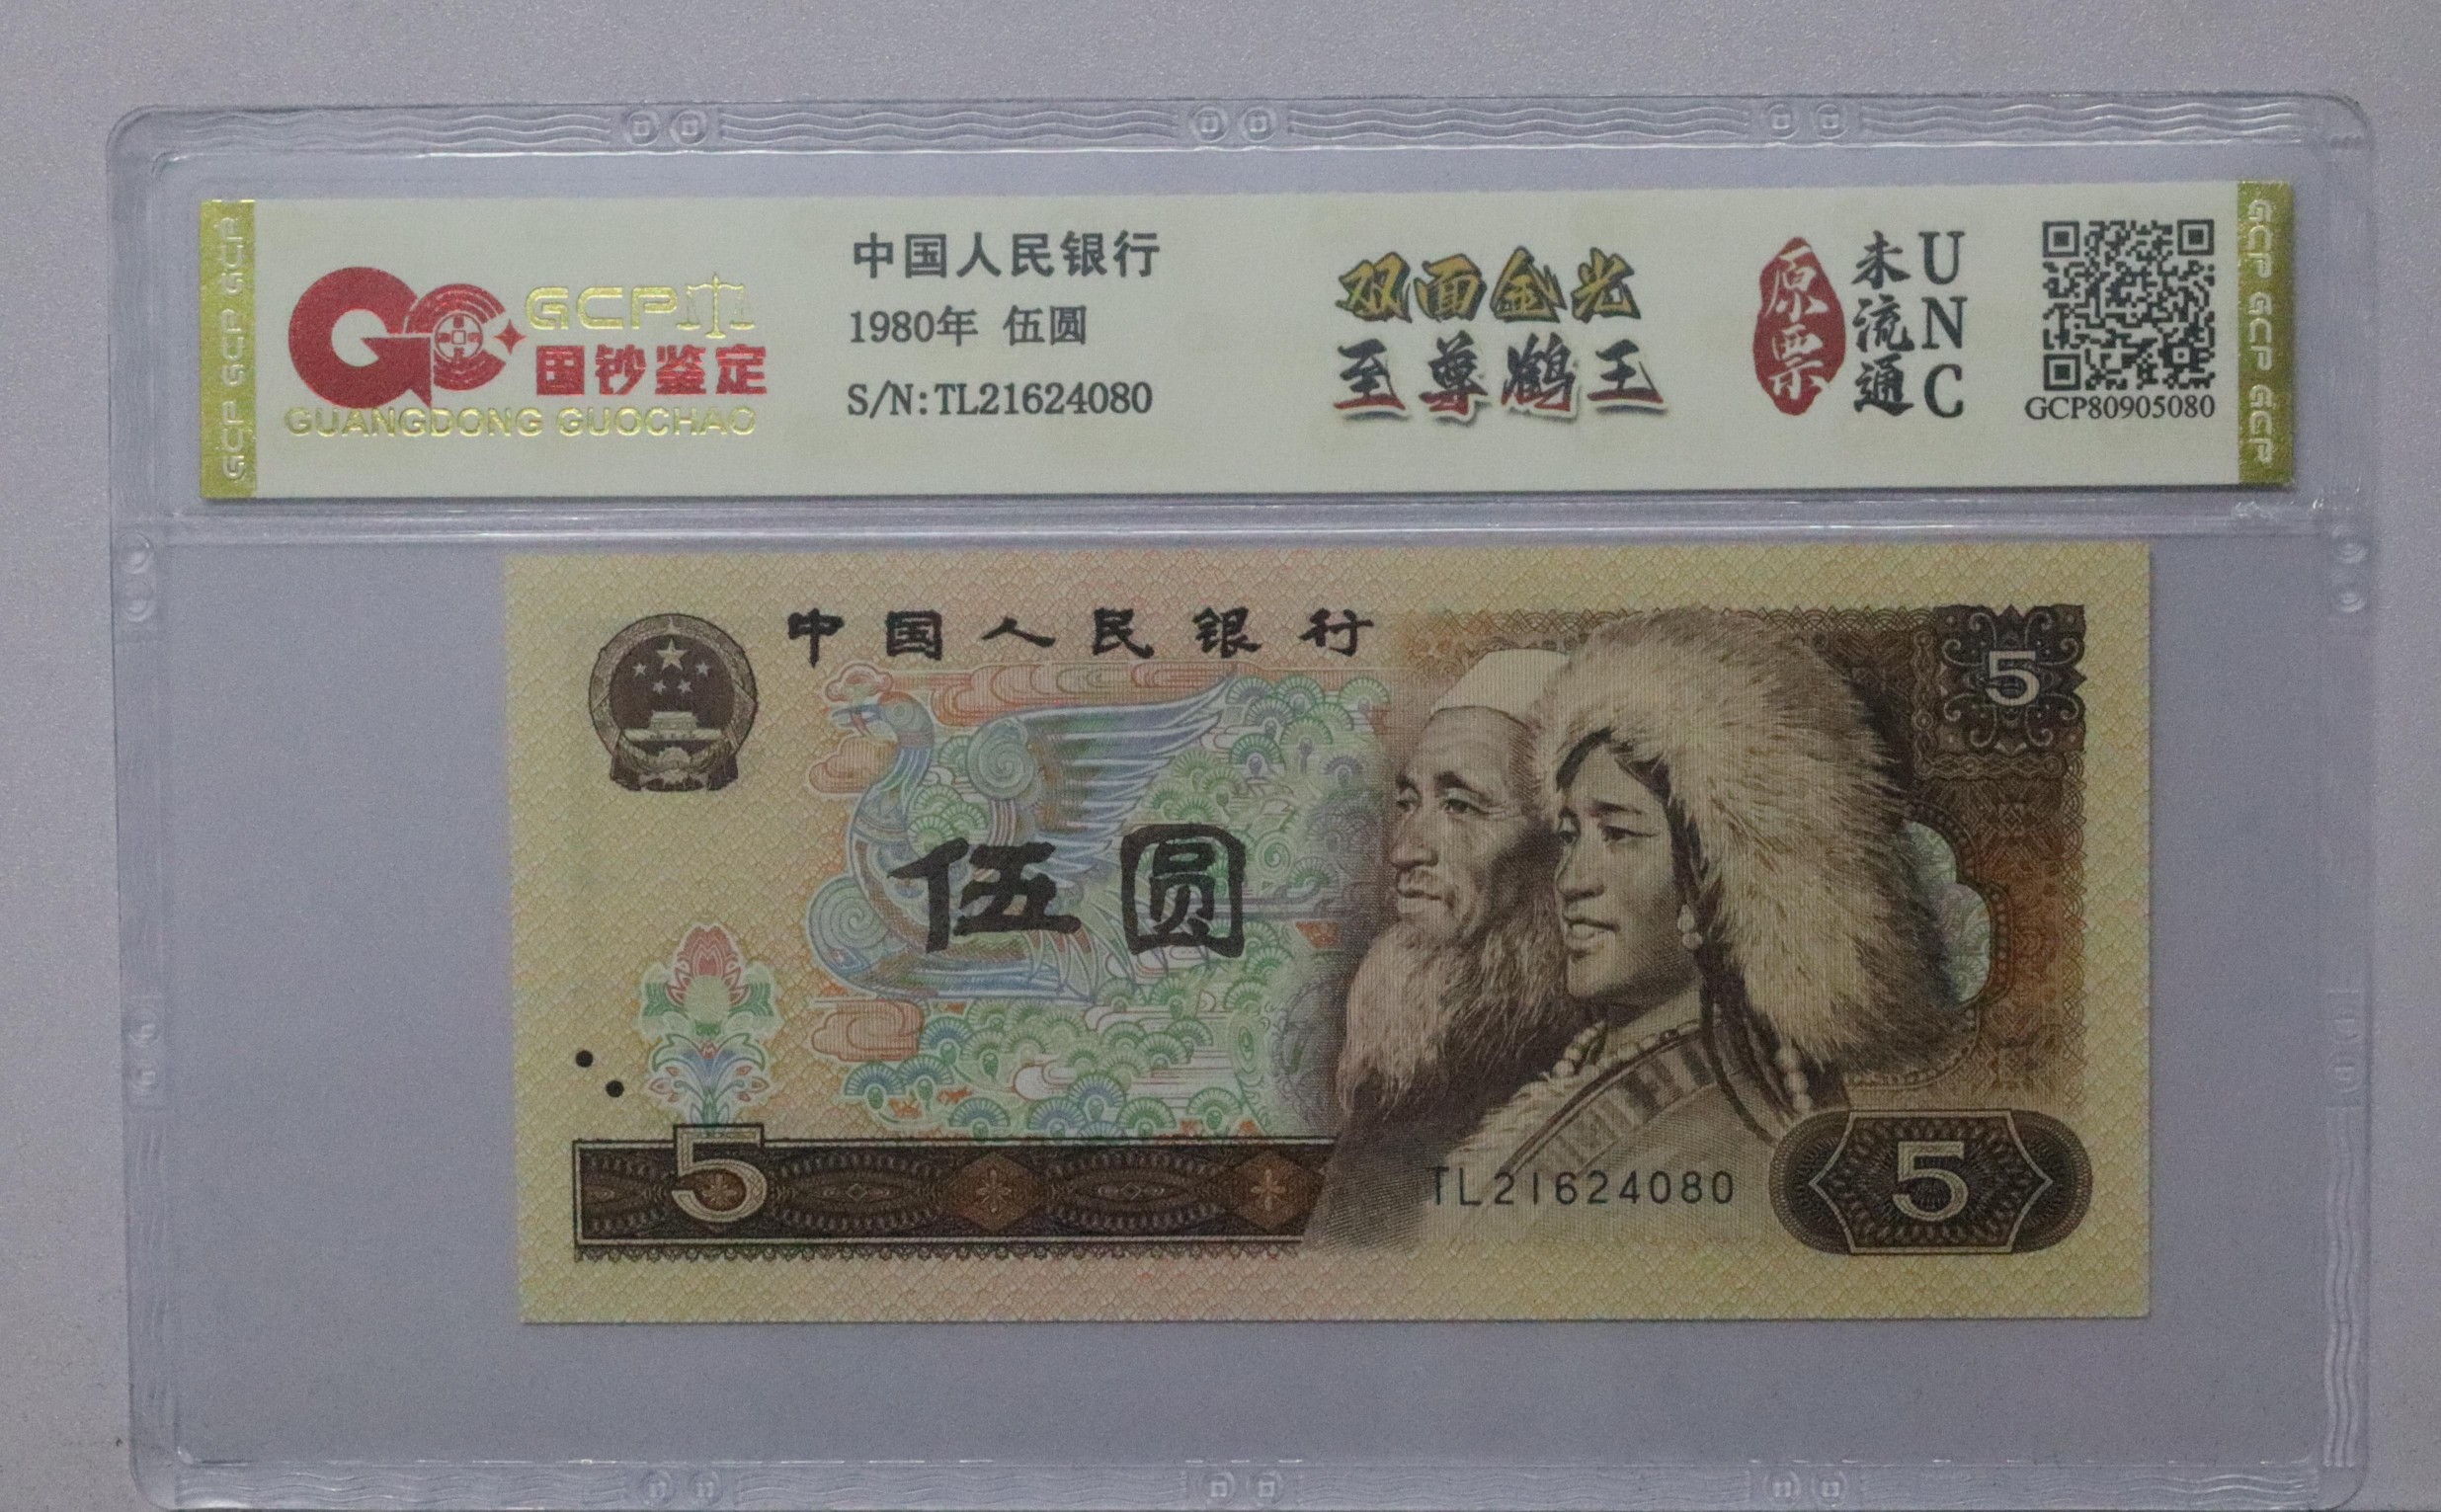 GCP GCP GCP
GCP
国钞鉴定
GUANGDONG GUOCHAO
中国人民银行
1980年 伍圆
S/N:TL21624080
双面金光
至尊鹤王
原票
未流通
UNC
GCP80905080
GCP GCP GCP
中国人民银行
5
伍圆
5
TL21624080
5